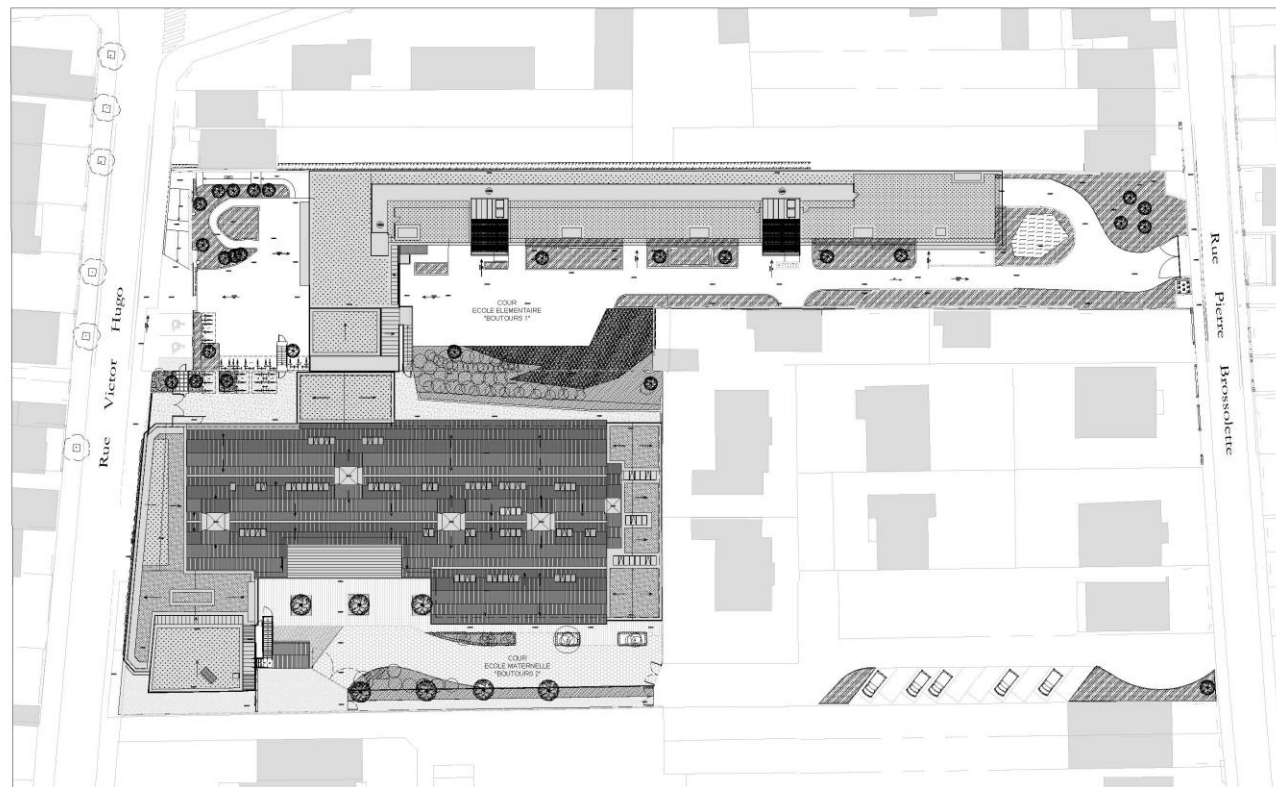 Rue Victor Hugo
Rue Pierre Brossolette
COUR
ECOLE ELEMENTAIRE
"BOUTOURS 1"
COUR
ECOLE MATERNELLE
"BOUTOURS 2"